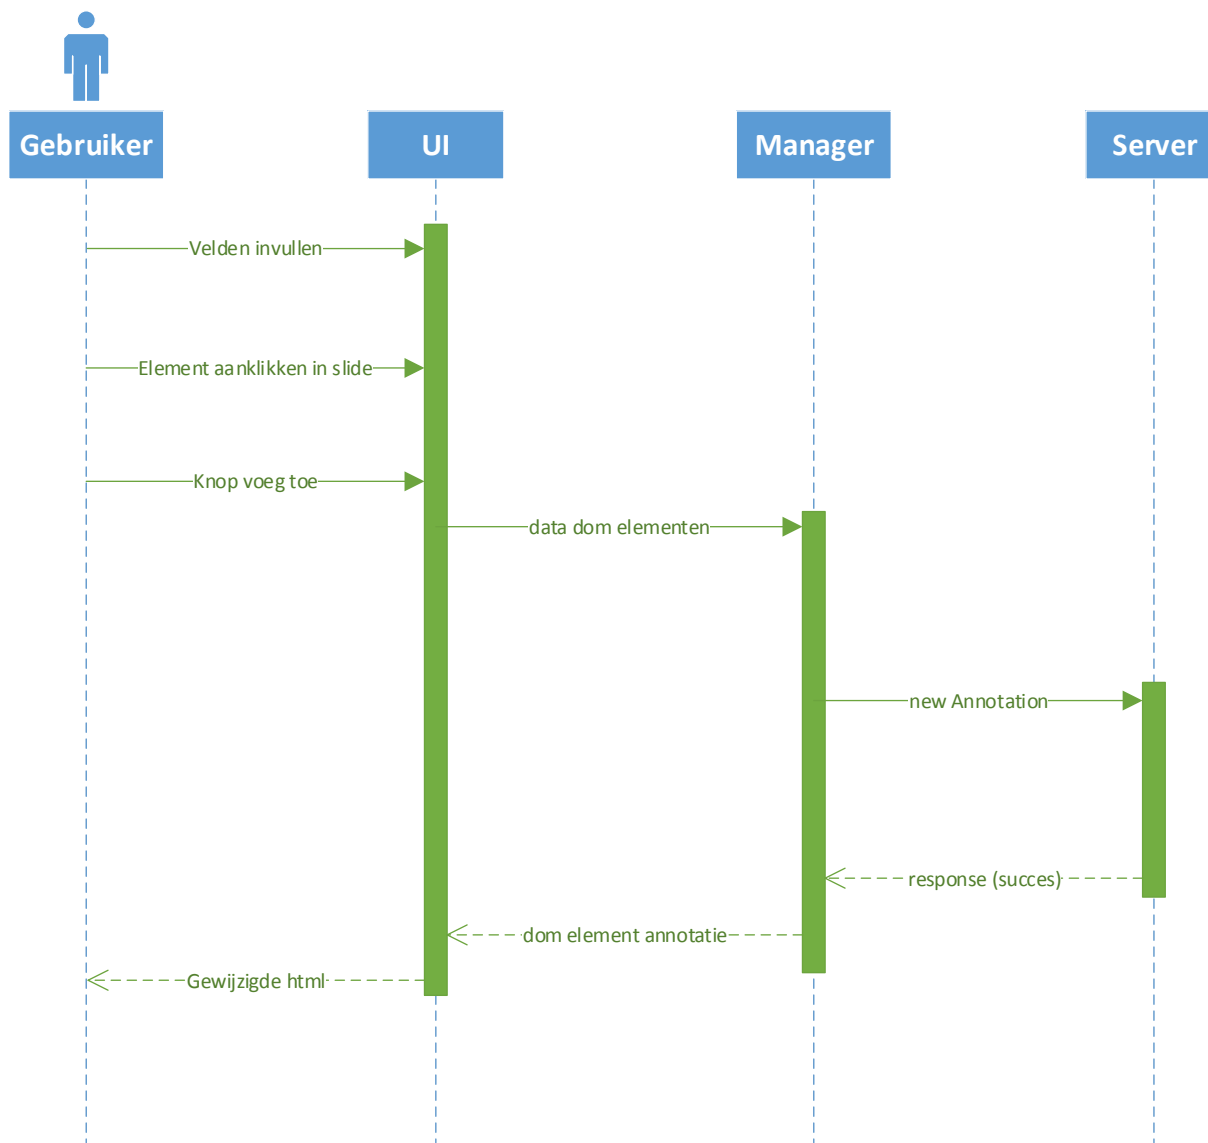 Gebruiker
UI
Manager
Server
Velden invullen
Element aanklikken in slide
Knop voeg toe
data dom elementen
new Annotation
response (succes)
dom element annotatie
Gewijzigde html